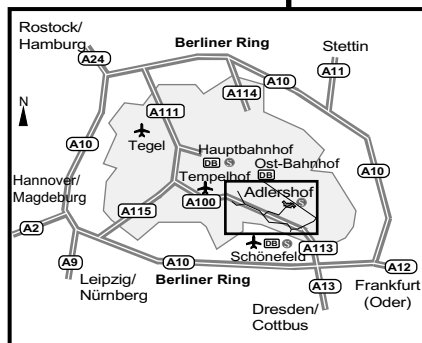 Rostock/
Hamburg
Berliner Ring
Stettin
A24
A10
A11
A111
A114
N
Tegel
Hauptbahnhof
DB S
Ost-Bahnhof
DB
A10
Tempelhof
Adlershof
S
A10
Hannover/
Magdeburg
A100
A115
A2
A113
DB S
Schönefeld
A9
A10
A12
Leipzig/
Nürnberg
Berliner Ring
A13
Frankfurt
(Oder)
Dresden/
Cottbus